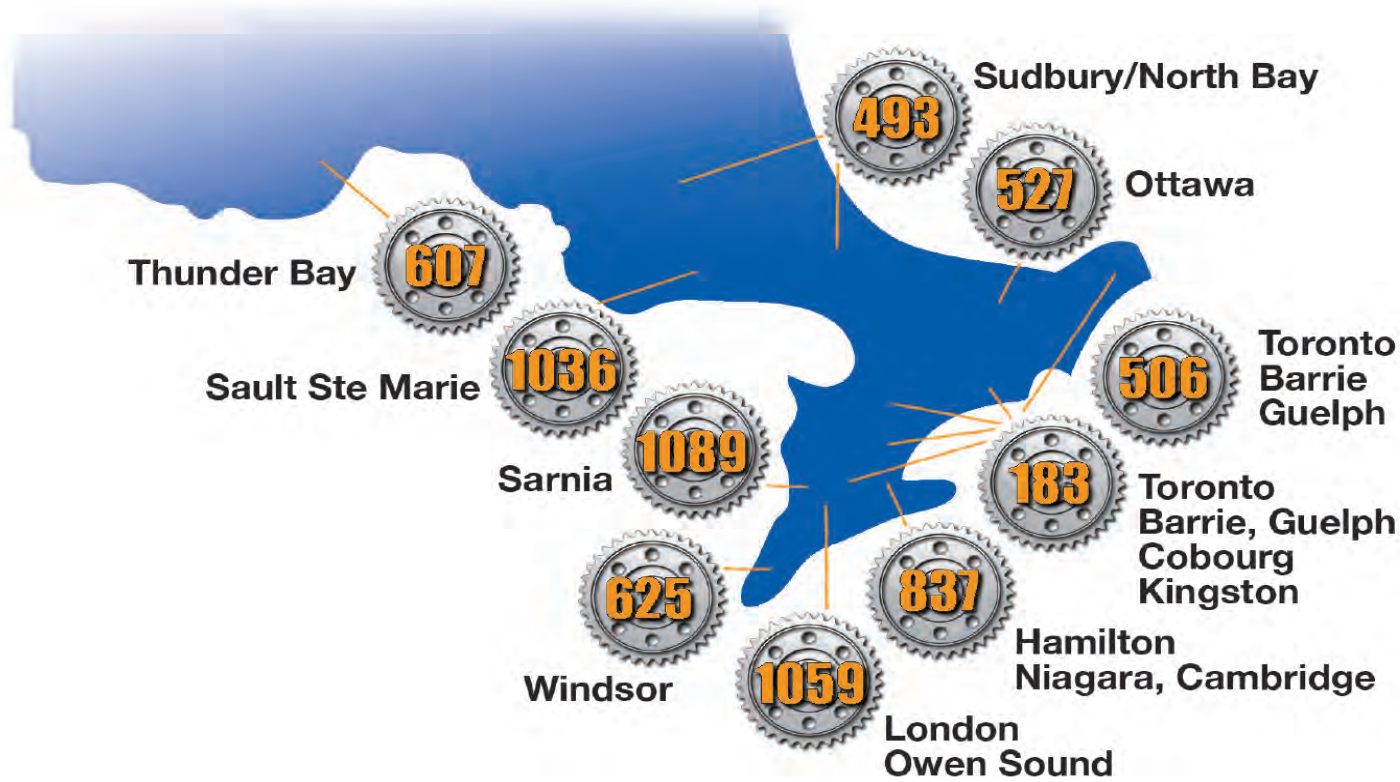 493
Sudbury/North Bay
527
Ottawa
607
Thunder Bay
1036
Sault Ste Marie
506
Toronto
Barrie
Guelph
1089
Sarnia
183
Toronto
Barrie, Guelph
Cobourg
Kingston
625
Windsor
837
Hamilton
Niagara, Cambridge
1059
London
Owen Sound